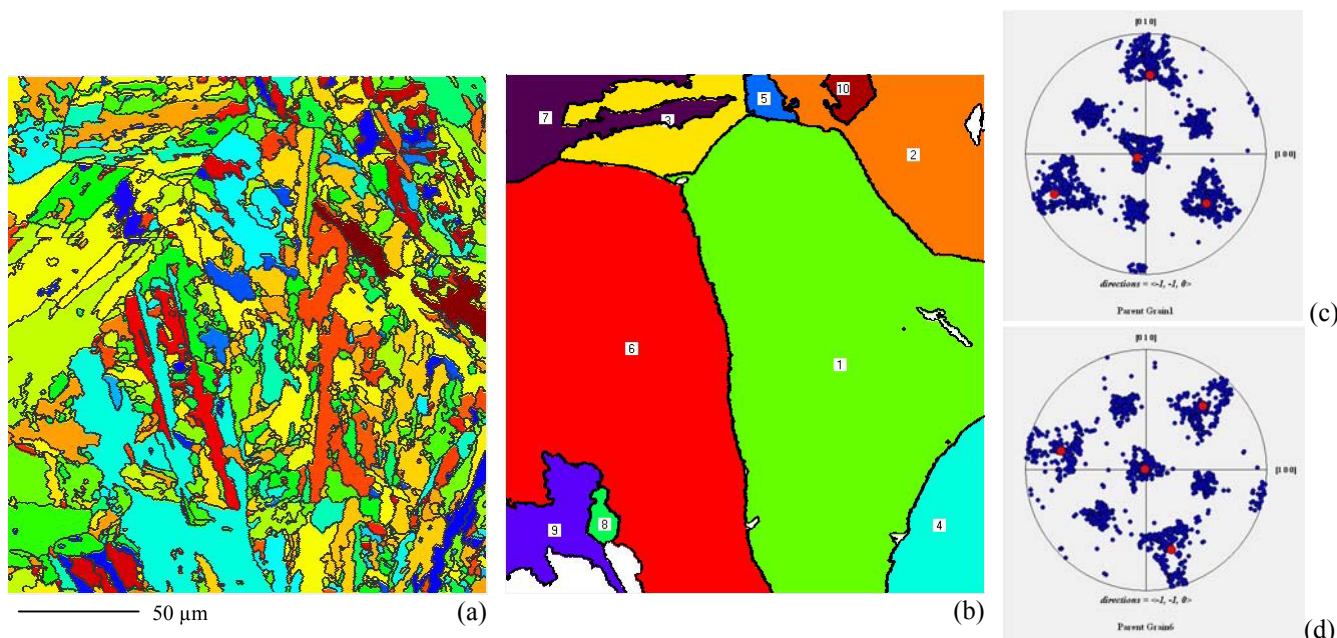 50 µm
(a)
7
3
5
10
2
6
1
8
9
4
(b)
[0 1 0]
[1 0 0]
directions = <-1, -1, 0>
Parent Grain1
(c)
[0 1 0]
[1 0 0]
directions = <-1, -1, 0>
Parent Grain6
(d)